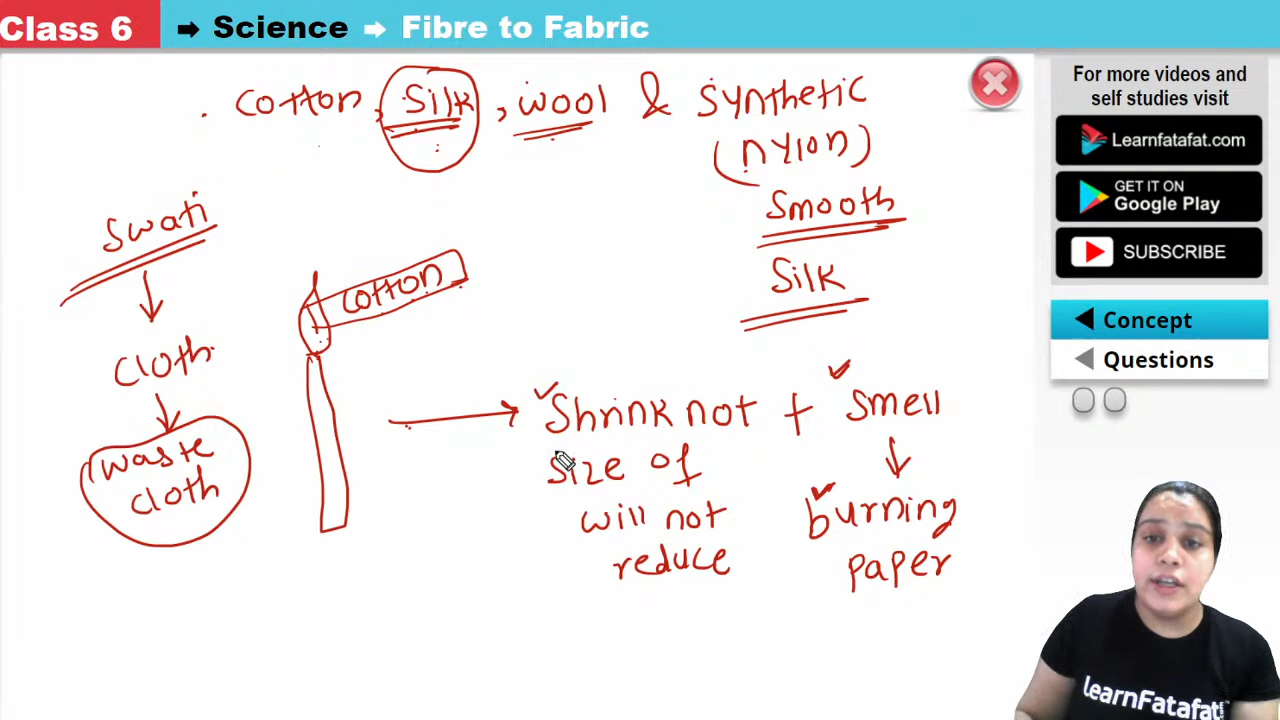 Class 6 → Science → Fibre to Fabric
For more videos and
self studies visit
Learnfatafat.com
GET IT ON
Google Play
SUBSCRIBE
Concept
Questions
cotton, Silk, wool & Synthetic
(nylon)
Smooth
Silk
Swati
cloth
waste
cloth
cotton
Shrink not + smell
size of
will not
reduce
burning
paper
LearnFatafat